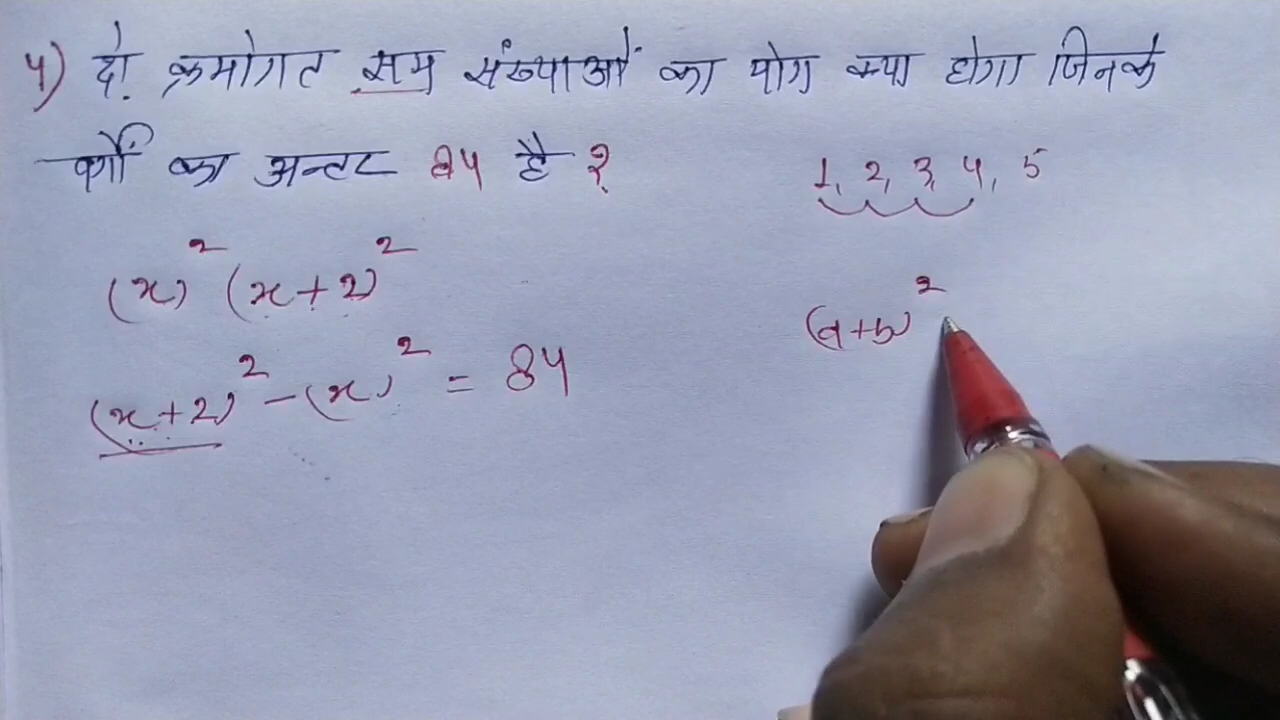 4) दो क्रमोगत सम संख्याओं का योग क्या होगा जिनके
वर्गों का अन्तर 84 है ?
1, 2, 3, 4, 5
(x)² (x+2)²
(a+b)²
(x+2)² - (x)² = 84